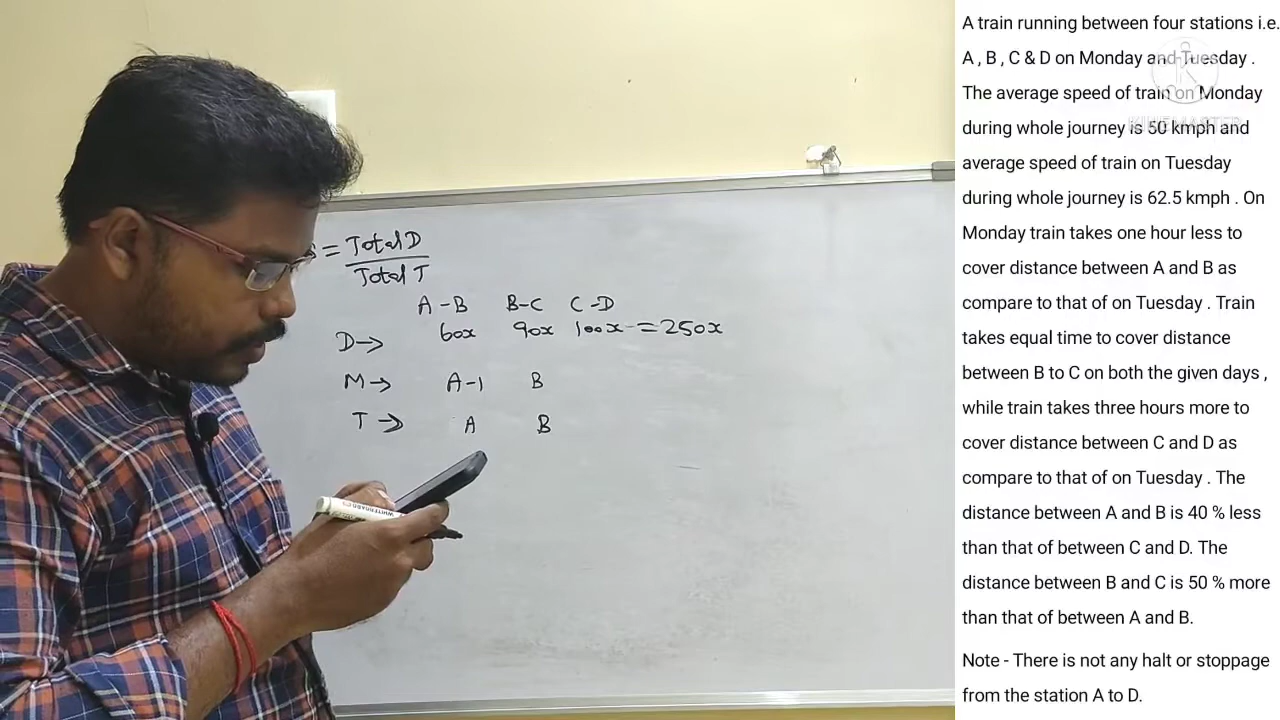 = Total D
Total T
A-B B-C C-D
D→ 60x 90x 100x = 250x
M→ A-1 B
T→ A B
WHITEBOARD
A train running between four stations i.e.
A , B , C & D on Monday and Tuesday .
The average speed of train on Monday
during whole journey is 50 kmph and
average speed of train on Tuesday
during whole journey is 62.5 kmph . On
Monday train takes one hour less to
cover distance between A and B as
compare to that of on Tuesday . Train
takes equal time to cover distance
between B to C on both the given days ,
while train takes three hours more to
cover distance between C and D as
compare to that of on Tuesday . The
distance between A and B is 40 % less
than that of between C and D. The
distance between B and C is 50 % more
than that of between A and B.
Note - There is not any halt or stoppage
from the station A to D.
KINEMASTER